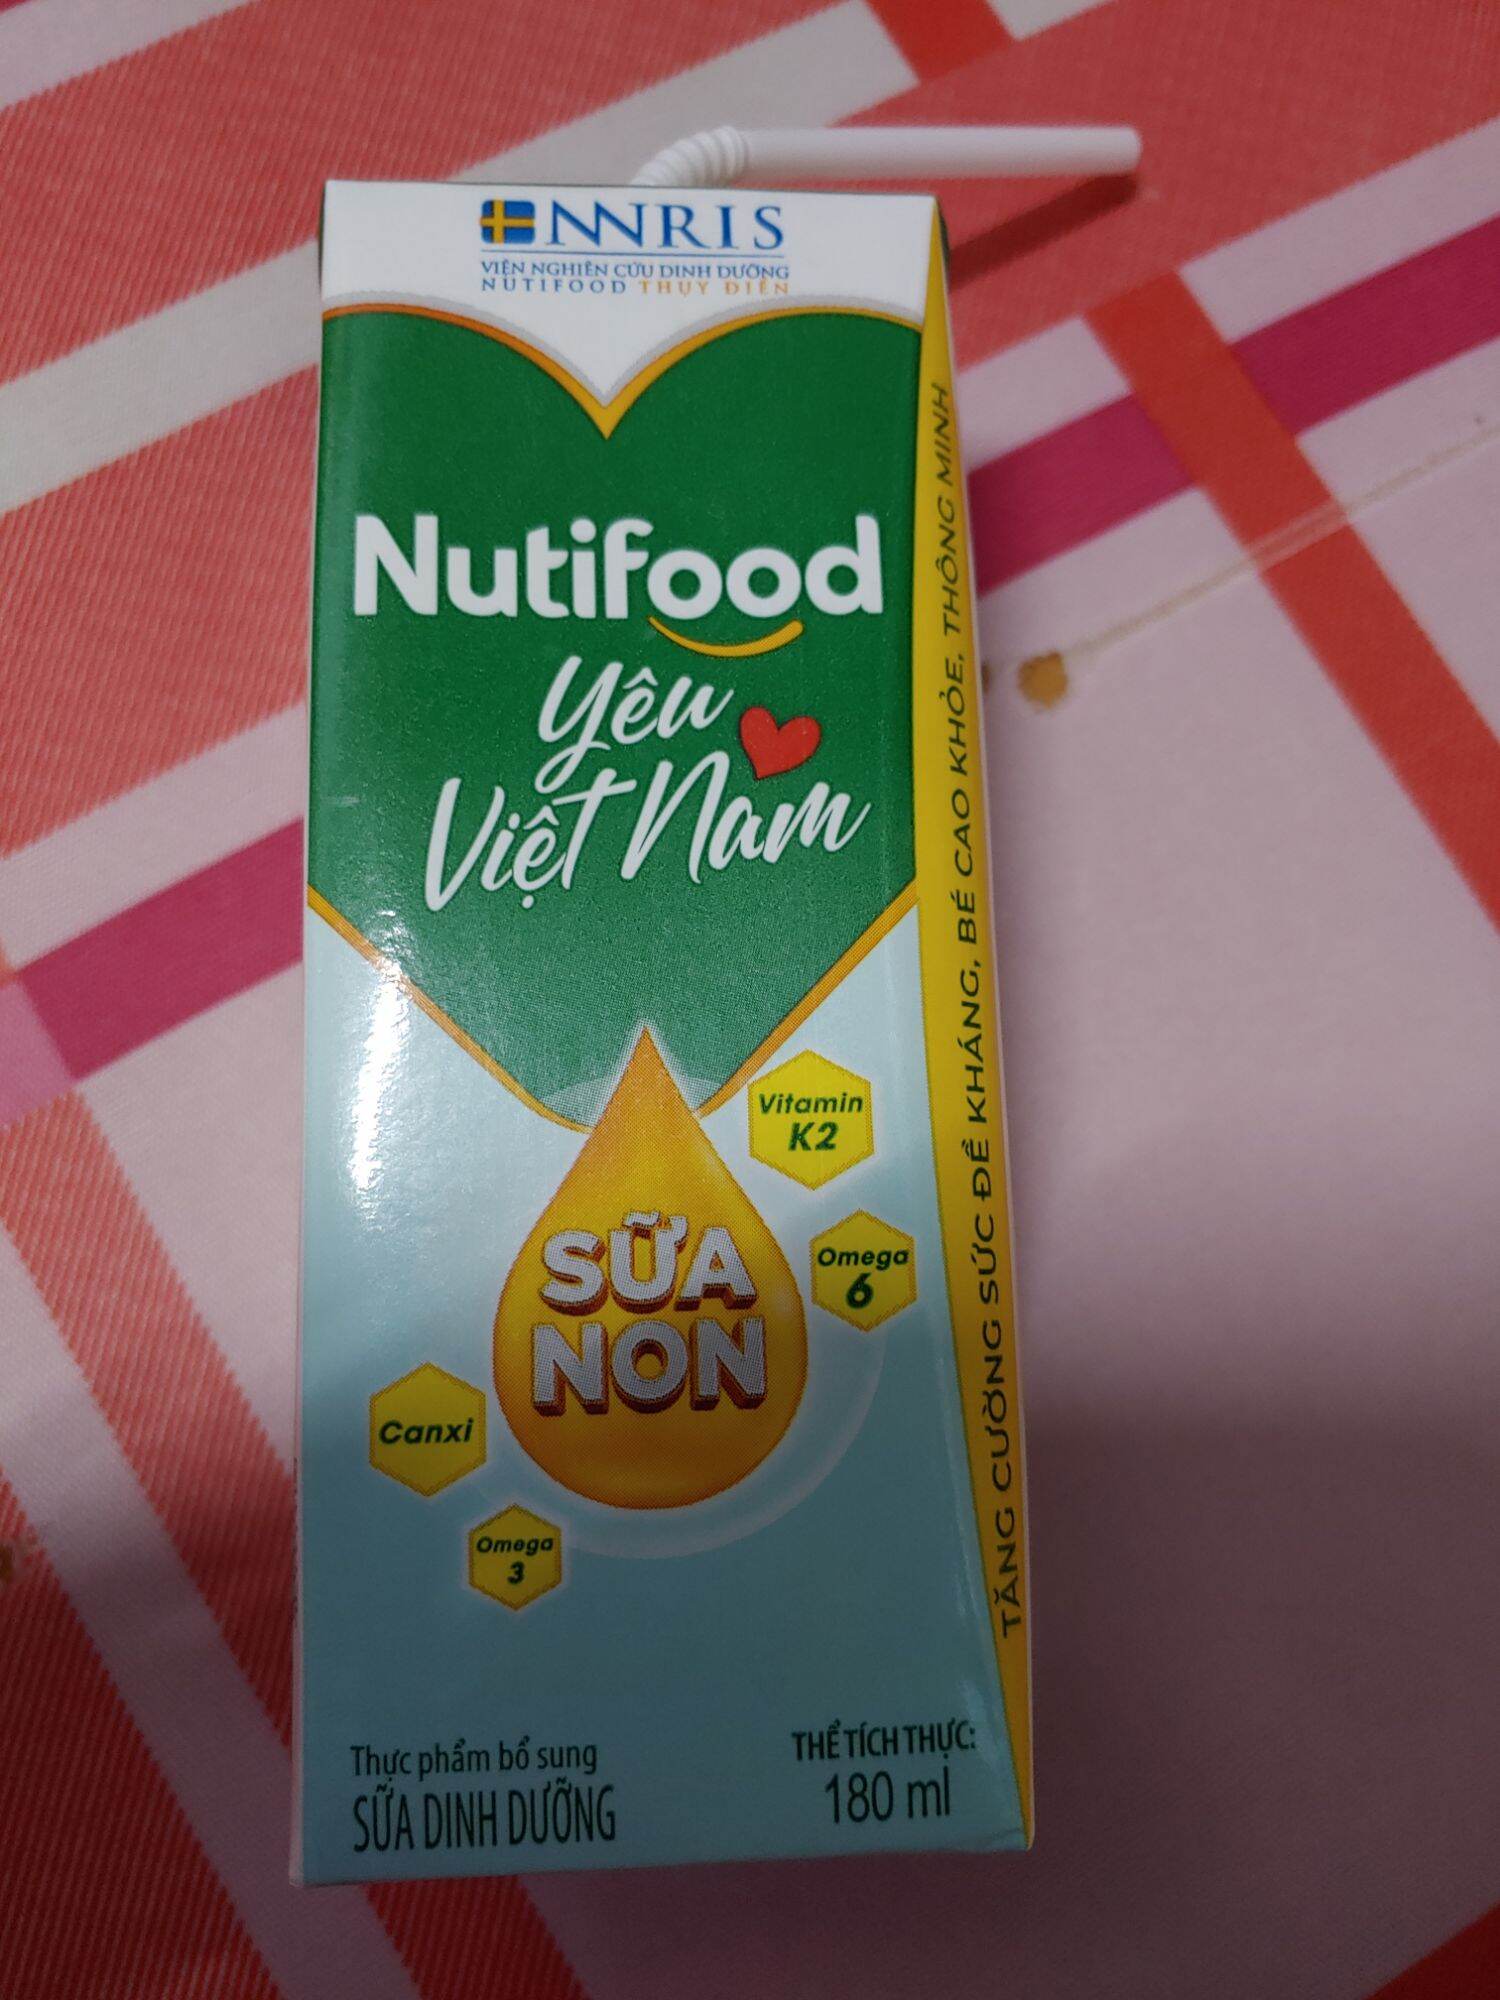 NNRIS
VIỆN NGHIÊN CỨU DINH DƯỠNG
NUTIFOOD THỤY ĐIỂN
Nutifood
yêu
Việt Nam
Vitamin
K2
Omega
6
SỮA
NON
Canxi
Omega
3
Thực phẩm bổ sung
SỮA DINH DƯỠNG
THỂ TÍCH THỰC:
180 ml
TĂNG CƯỜNG SỨC ĐỀ KHÁNG, BÉ CAO KHỎE, THÔNG MINH